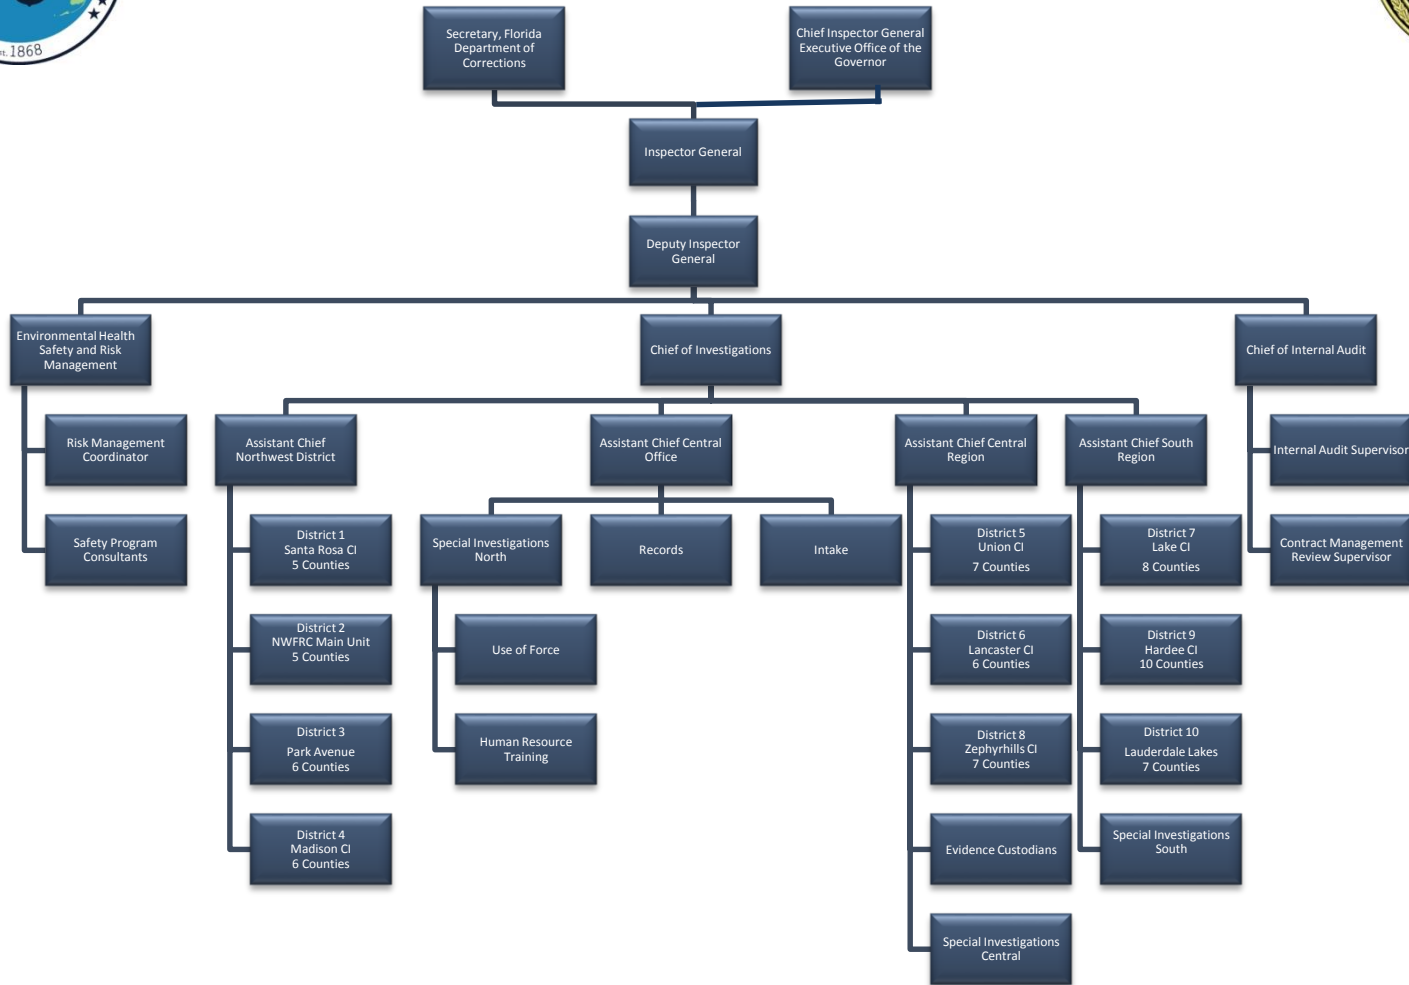 EST. 1868
Secretary, Florida
Department of
Corrections
Chief Inspector General
Executive Office of the
Governor
Inspector General
Deputy Inspector
General
Environmental Health
Safety and Risk
Management
Chief of Investigations
Chief of Internal Audit
Risk Management
Coordinator
Safety Program
Consultants
Assistant Chief
Northwest District
District 1
Santa Rosa CI
5 Counties
District 2
NWFRC Main Unit
5 Counties
District 3
Park Avenue
6 Counties
District 4
Madison CI
6 Counties
Assistant Chief Central
Office
Special Investigations
North
Use of Force
Human Resource
Training
Records
Intake
Assistant Chief Central
Region
District 5
Union CI
7 Counties
District 6
Lancaster CI
6 Counties
District 8
Zephyrhills CI
7 Counties
Evidence Custodians
Special Investigations
Central
Assistant Chief South
Region
District 7
Lake CI
8 Counties
District 9
Hardee CI
10 Counties
District 10
Lauderdale Lakes
7 Counties
Special Investigations
South
Internal Audit Supervisor
Contract Management
Review Supervisor